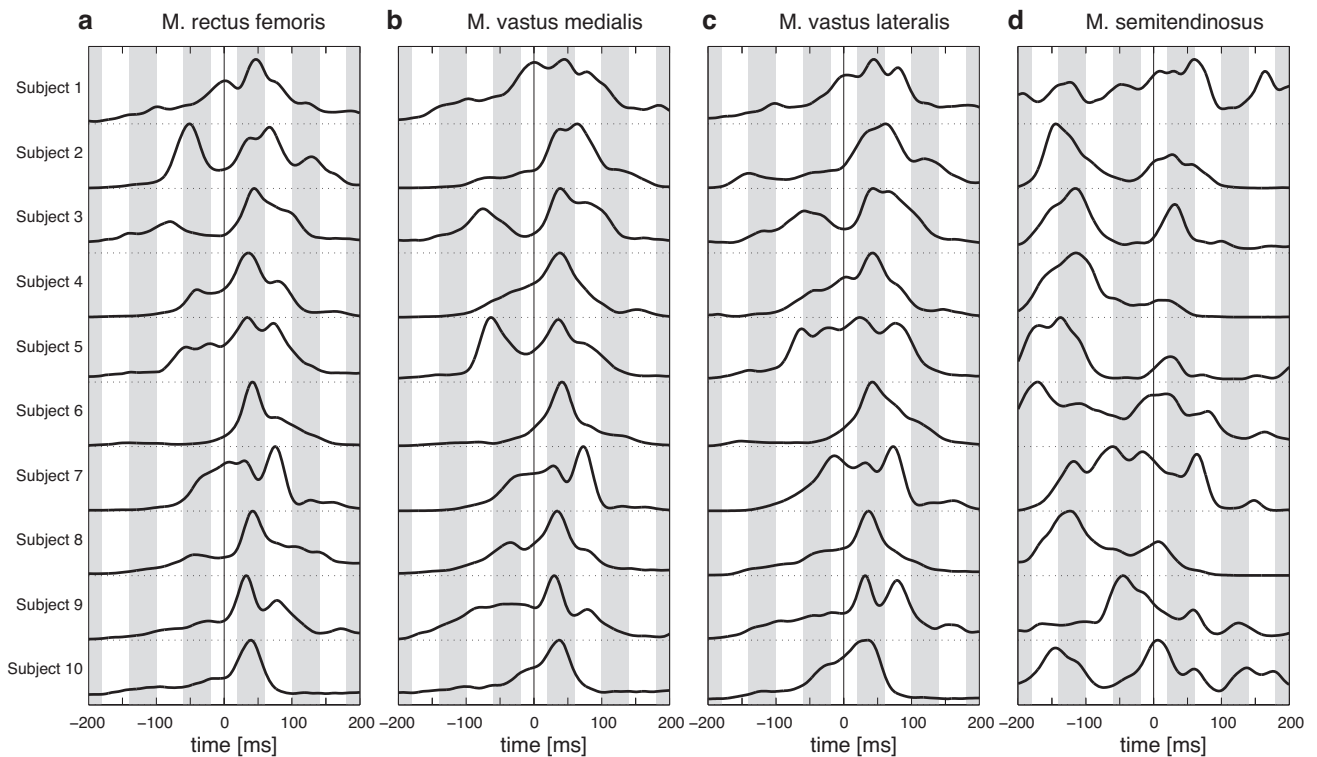 a M. rectus femoris b M. vastus medialis c M. vastus lateralis d M. semitendinosus
Subject 1
Subject 2
Subject 3
Subject 4
Subject 5
Subject 6
Subject 7
Subject 8
Subject 9
Subject 10
−200 −100 0 100 200 −200 −100 0 100 200 −200 −100 0 100 200 −200 −100 0 100 200
time [ms] time [ms] time [ms] time [ms]